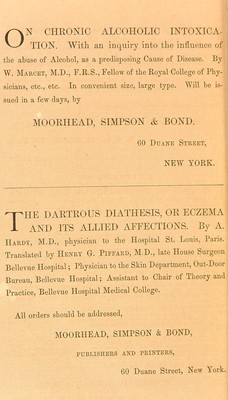 ON CHRONIC ALCOHOLIC INTOXICA-
TION. With an inquiry into the influence of
the abuse of Alcohol, as a predisposing Cause of Disease. By
W. MARCET, M.D., F.R.S., Fellow of the Royal College of Phy-
sicians, etc., etc. In convenient size, large type. Will be is-
sued in a few days, by
MOORHEAD, SIMPSON & BOND.
60 DUANE STREET,
NEW YORK.
THE DARTROUS DIATHESIS, OR ECZEMA
AND ITS ALLIED AFFECTIONS. By A.
HARDY, M.D., physician to the Hospital St. Louis, Paris.
Translated by HENRY G. PIFFARD, M.D., late House Surgeon
Bellevue Hospital; Physician to the Skin Department, Out-Door
Bureau, Bellevue Hospital; Assistant to Chair of Theory and
Practice, Bellevue Hospital Medical College.
All orders should be addressed,
MOORHEAD, SIMPSON & BOND,
PUBLISHERS AND PRINTERS,
60 Duane Street, New York.